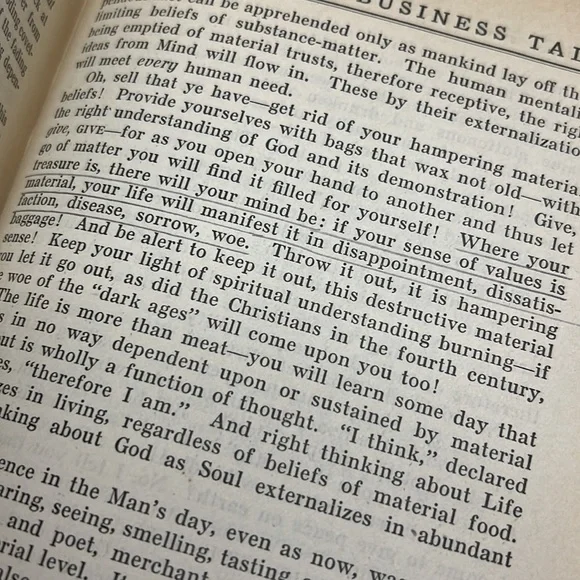 BUSINESS TAL
can be apprehended only as mankind lay off th
limiting beliefs of substance-matter. The human mentali
being emptied of material trusts, therefore receptive, the rig
ideas from Mind will flow in. These by their externalizatio
will meet every human need.
Oh, sell that ye have—get rid of your hampering materia
beliefs! Provide yourselves with bags that wax not old—with
the right understanding of God and its demonstration! Give,
give, GIVE—for as you open your hand to another and thus let
go of matter you will find it filled for yourself! Where your
treasure is, there will your mind be; if your sense of values is
material, your life will manifest it in disappointment, dissatis-
faction, disease, sorrow, woe. Throw it out, it is hampering
baggage! And be alert to keep it out, this destructive material
sense! Keep your light of spiritual understanding burning—if
ou let it go out, as did the Christians in the fourth century,
e woe of the “dark ages” will come upon you too!
The life is more than meat—you will learn some day that
s in no way dependent upon or sustained by material
ut is wholly a function of thought. “I think,” declared
es, “therefore I am.” And right thinking about Life
zes in living, regardless of beliefs of material food.
nking about God as Soul externalizes in abundant
ence in the Man’s day, even as now, wa
aring, seeing, smelling, tasting
and poet, merchant
rial level.